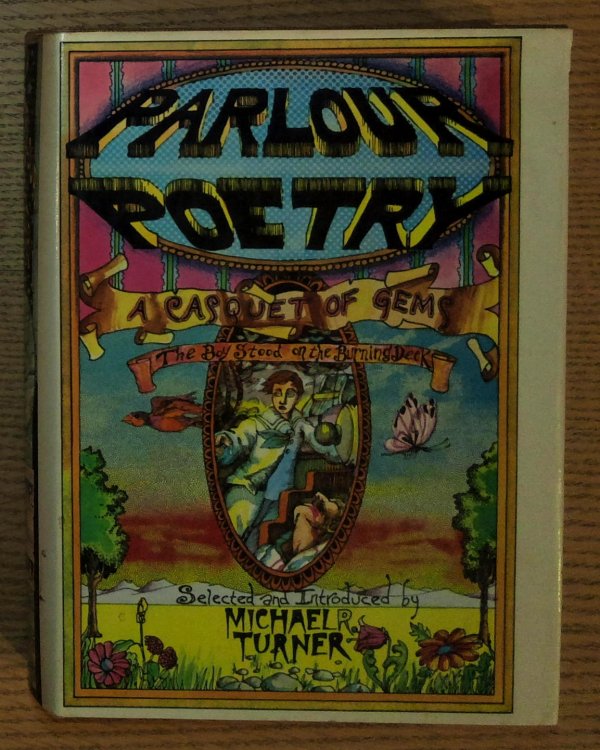 PARLOUR
POETRY
A CASQUET OF GEMS
The Boy Stood on the Burning Deck
Selected and Introduced by
MICHAEL R.
TURNER